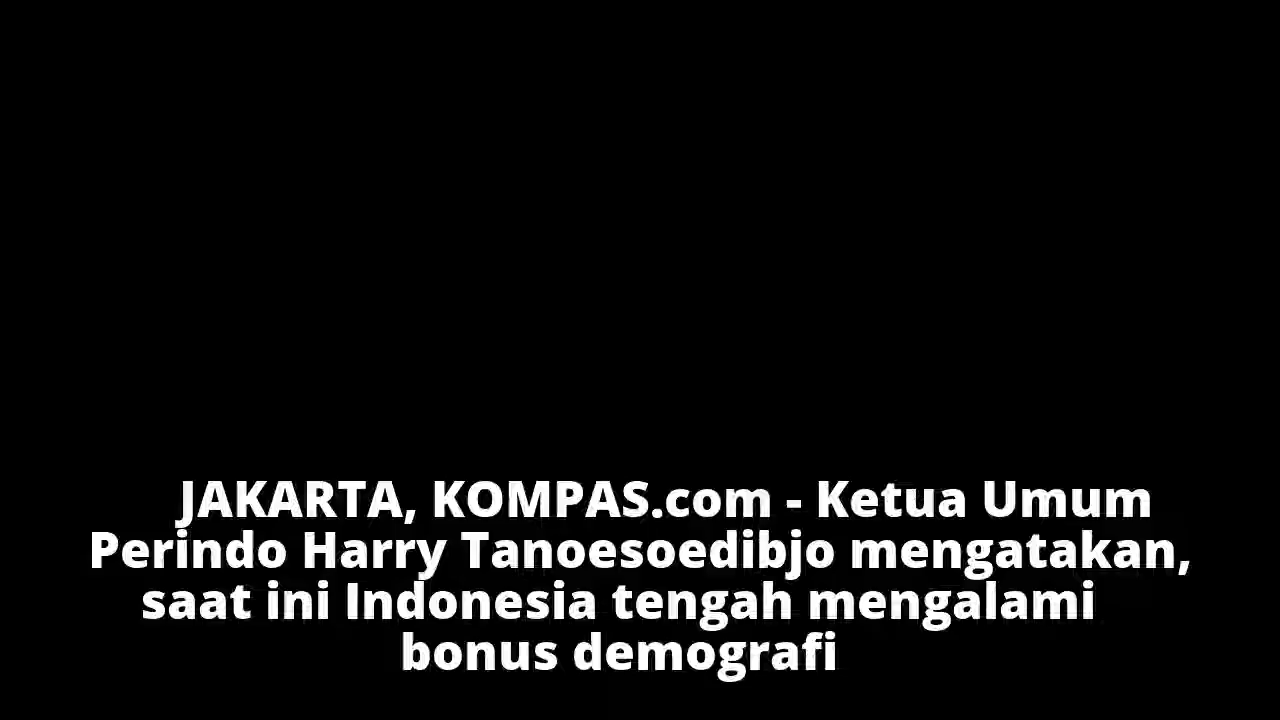 JAKARTA, KOMPAS.com - Ketua Umum
Perindo Harry Tanoesoedibjo mengatakan,
saat ini Indonesia tengah mengalami
bonus demografi